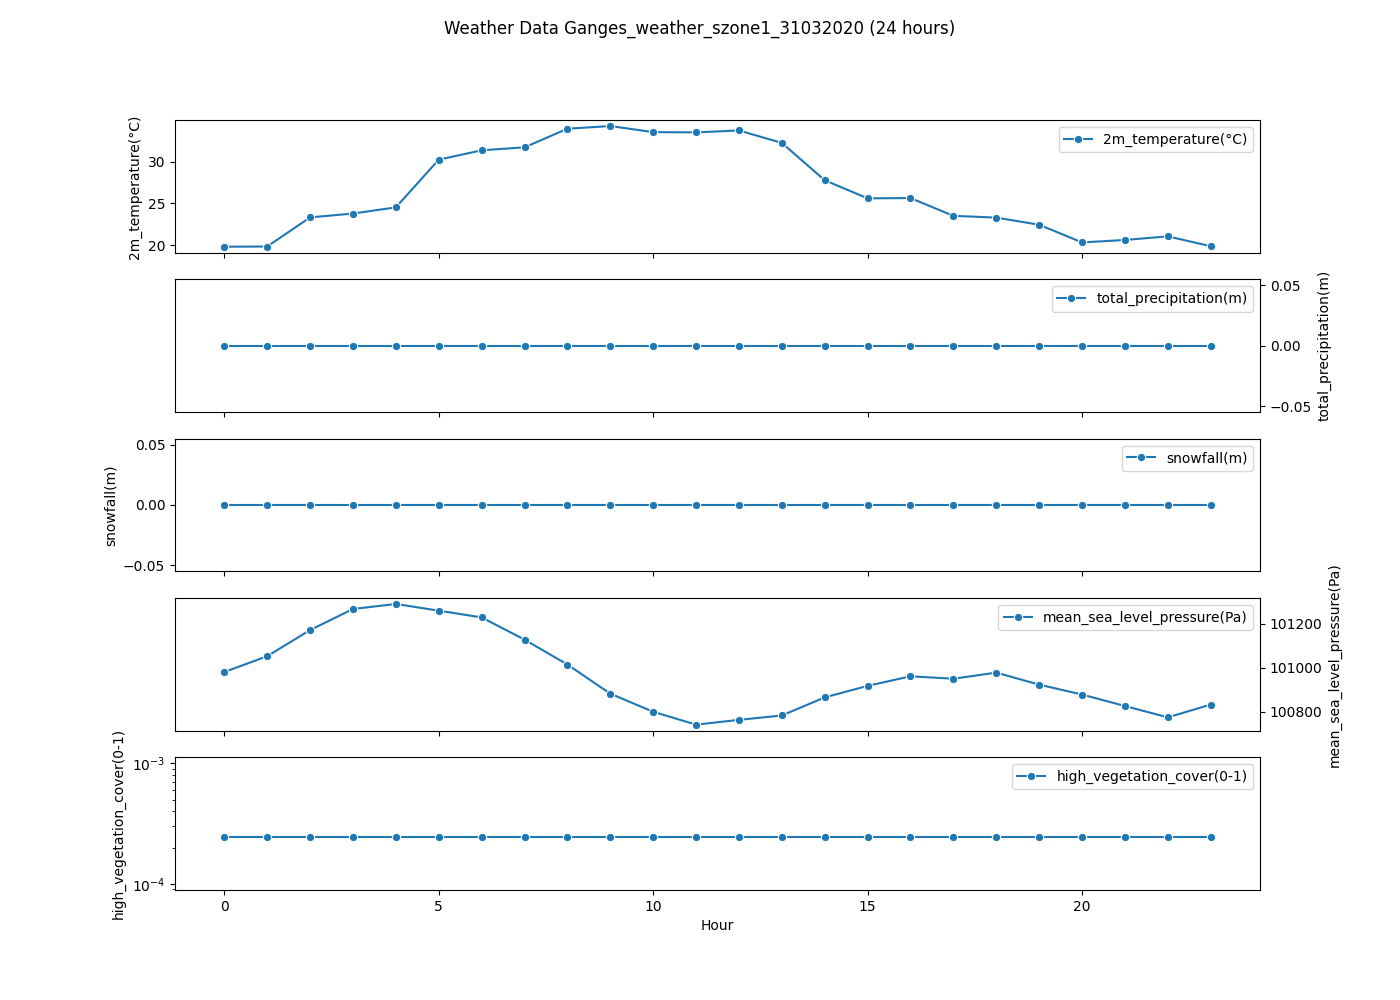 Weather Data Ganges_weather_szone1_31032020 (24 hours)
2m_temperature(°C)
30
25
20
2m_temperature(°C)
total_precipitation(m)
0.05
0.00
−0.05
total_precipitation(m)
snowfall(m)
0.05
0.00
−0.05
snowfall(m)
mean_sea_level_pressure(Pa)
101200
101000
100800
mean_sea_level_pressure(Pa)
high_vegetation_cover(0-1)
10⁻³
10⁻⁴
high_vegetation_cover(0-1)
0 5 10 15 20
Hour